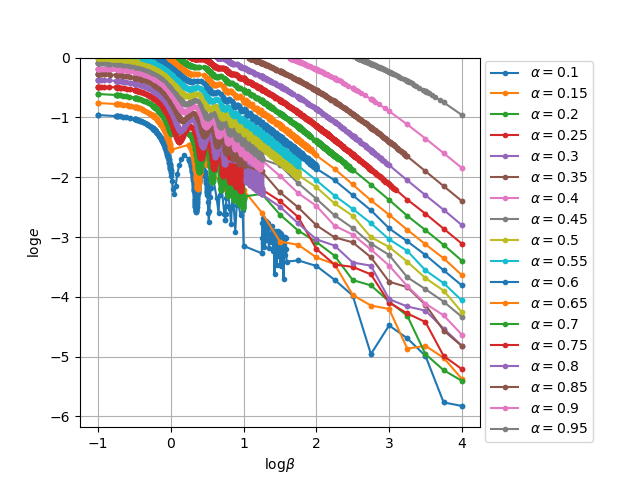 0
−1
−2
−3
−4
−5
−6
loge
−1
0
1
2
3
4
logβ
α = 0.1
α = 0.15
α = 0.2
α = 0.25
α = 0.3
α = 0.35
α = 0.4
α = 0.45
α = 0.5
α = 0.55
α = 0.6
α = 0.65
α = 0.7
α = 0.75
α = 0.8
α = 0.85
α = 0.9
α = 0.95